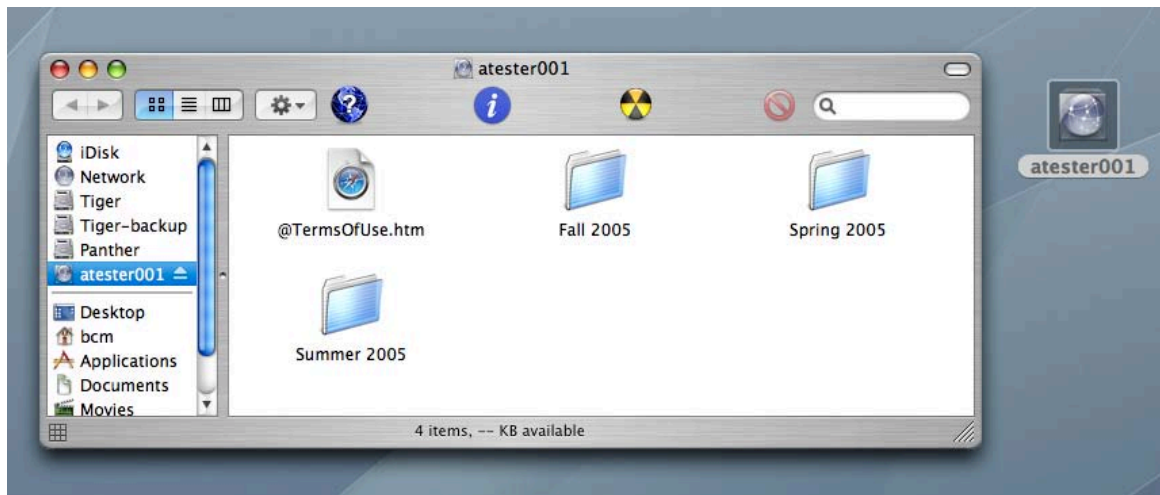 atester001
iDisk
Network
Tiger
Tiger-backup
Panther
atester001
Desktop
bcm
Applications
Documents
Movies
@TermsOfUse.htm
Fall 2005
Spring 2005
Summer 2005
4 items, -- KB available
atester001